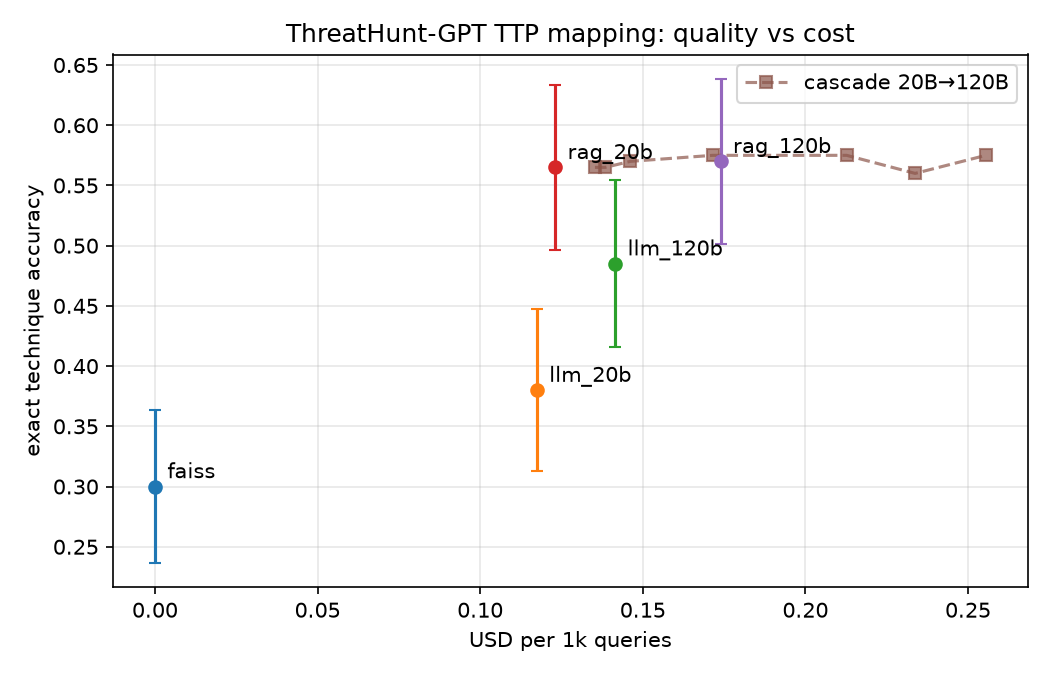 ThreatHunt-GPT TTP mapping: quality vs cost
cascade 20B→120B
0.65
0.60
0.55
0.50
0.45
0.40
0.35
0.30
0.25
exact technique accuracy
rag_20b
rag_120b
llm_120b
llm_20b
faiss
0.00
0.05
0.10
0.15
0.20
0.25
USD per 1k queries